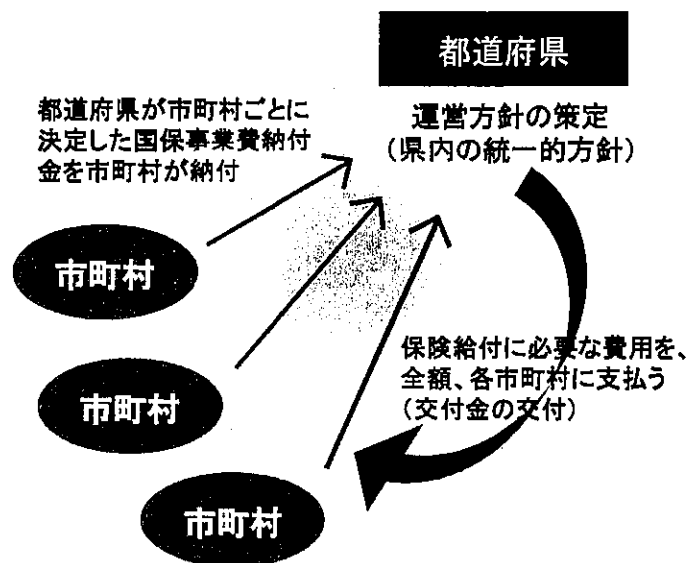 都道府県
都道府県が市町村ごとに
決定した国保事業費納付
金を市町村が納付
運営方針の策定
(県内の統一的方針)
市町村
保険給付に必要な費用を、
全額、各市町村に支払う
(交付金の交付)
市町村
市町村